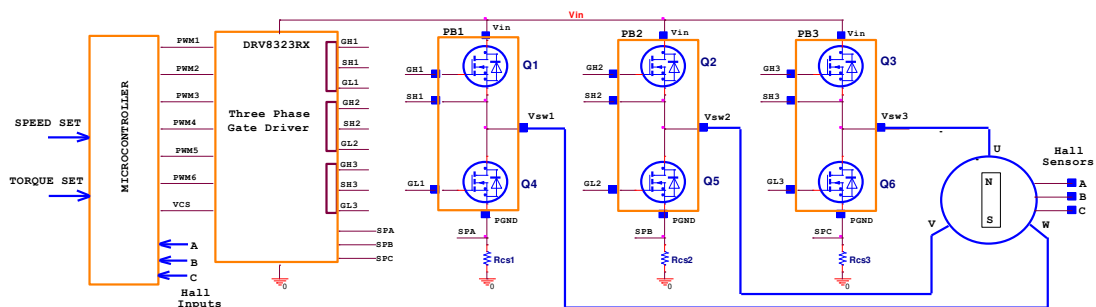 Vin
DRV8323RX
Three Phase
Gate Driver
MICROCONTROLLER
SPEED SET
TORQUE SET
PWM1
PWM2
PWM3
PWM4
PWM5
PWM6
VCS
A
B
C
Hall
Inputs
GH1
SH1
GL1
GH2
SH2
GL2
GH3
SH3
GL3
SPA
SPB
SPC
0
PB1
Vin
Q1
GH1
SH1
Vsw1
GL1
Q4
PGND
SPA
Rcs1
0
PB2
Vin
Q2
GH2
SH2
Vsw2
GL2
Q5
PGND
SPB
Rcs2
0
PB3
Vin
Q3
GH3
SH3
Vsw3
GL3
Q6
PGND
SPC
Rcs3
0
U
V
W
N
S
Hall
Sensors
A
B
C